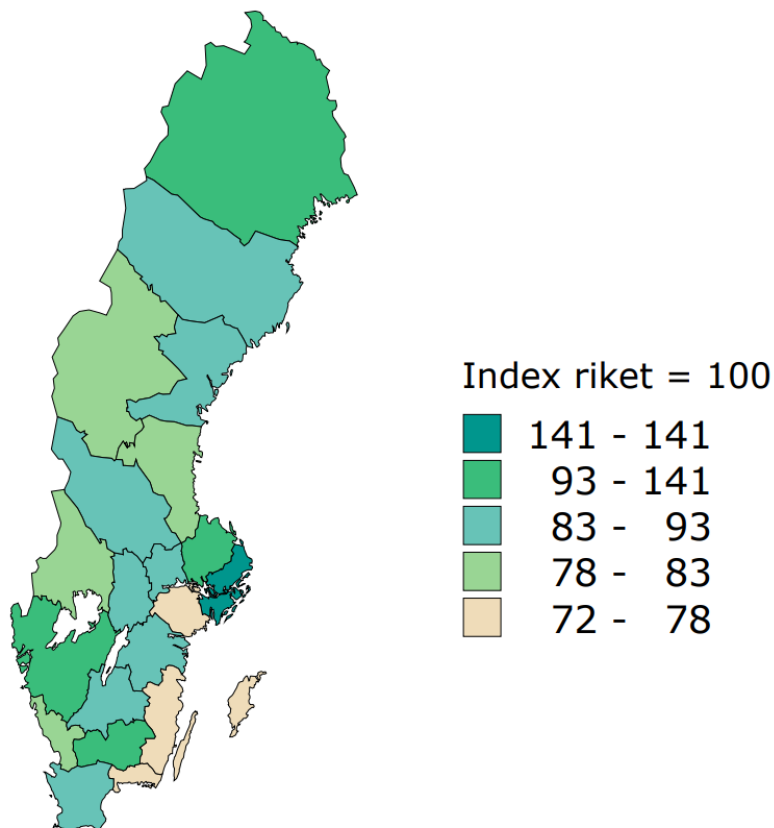 Index riket = 100
141 - 141
93 - 141
83 - 93
78 - 83
72 - 78